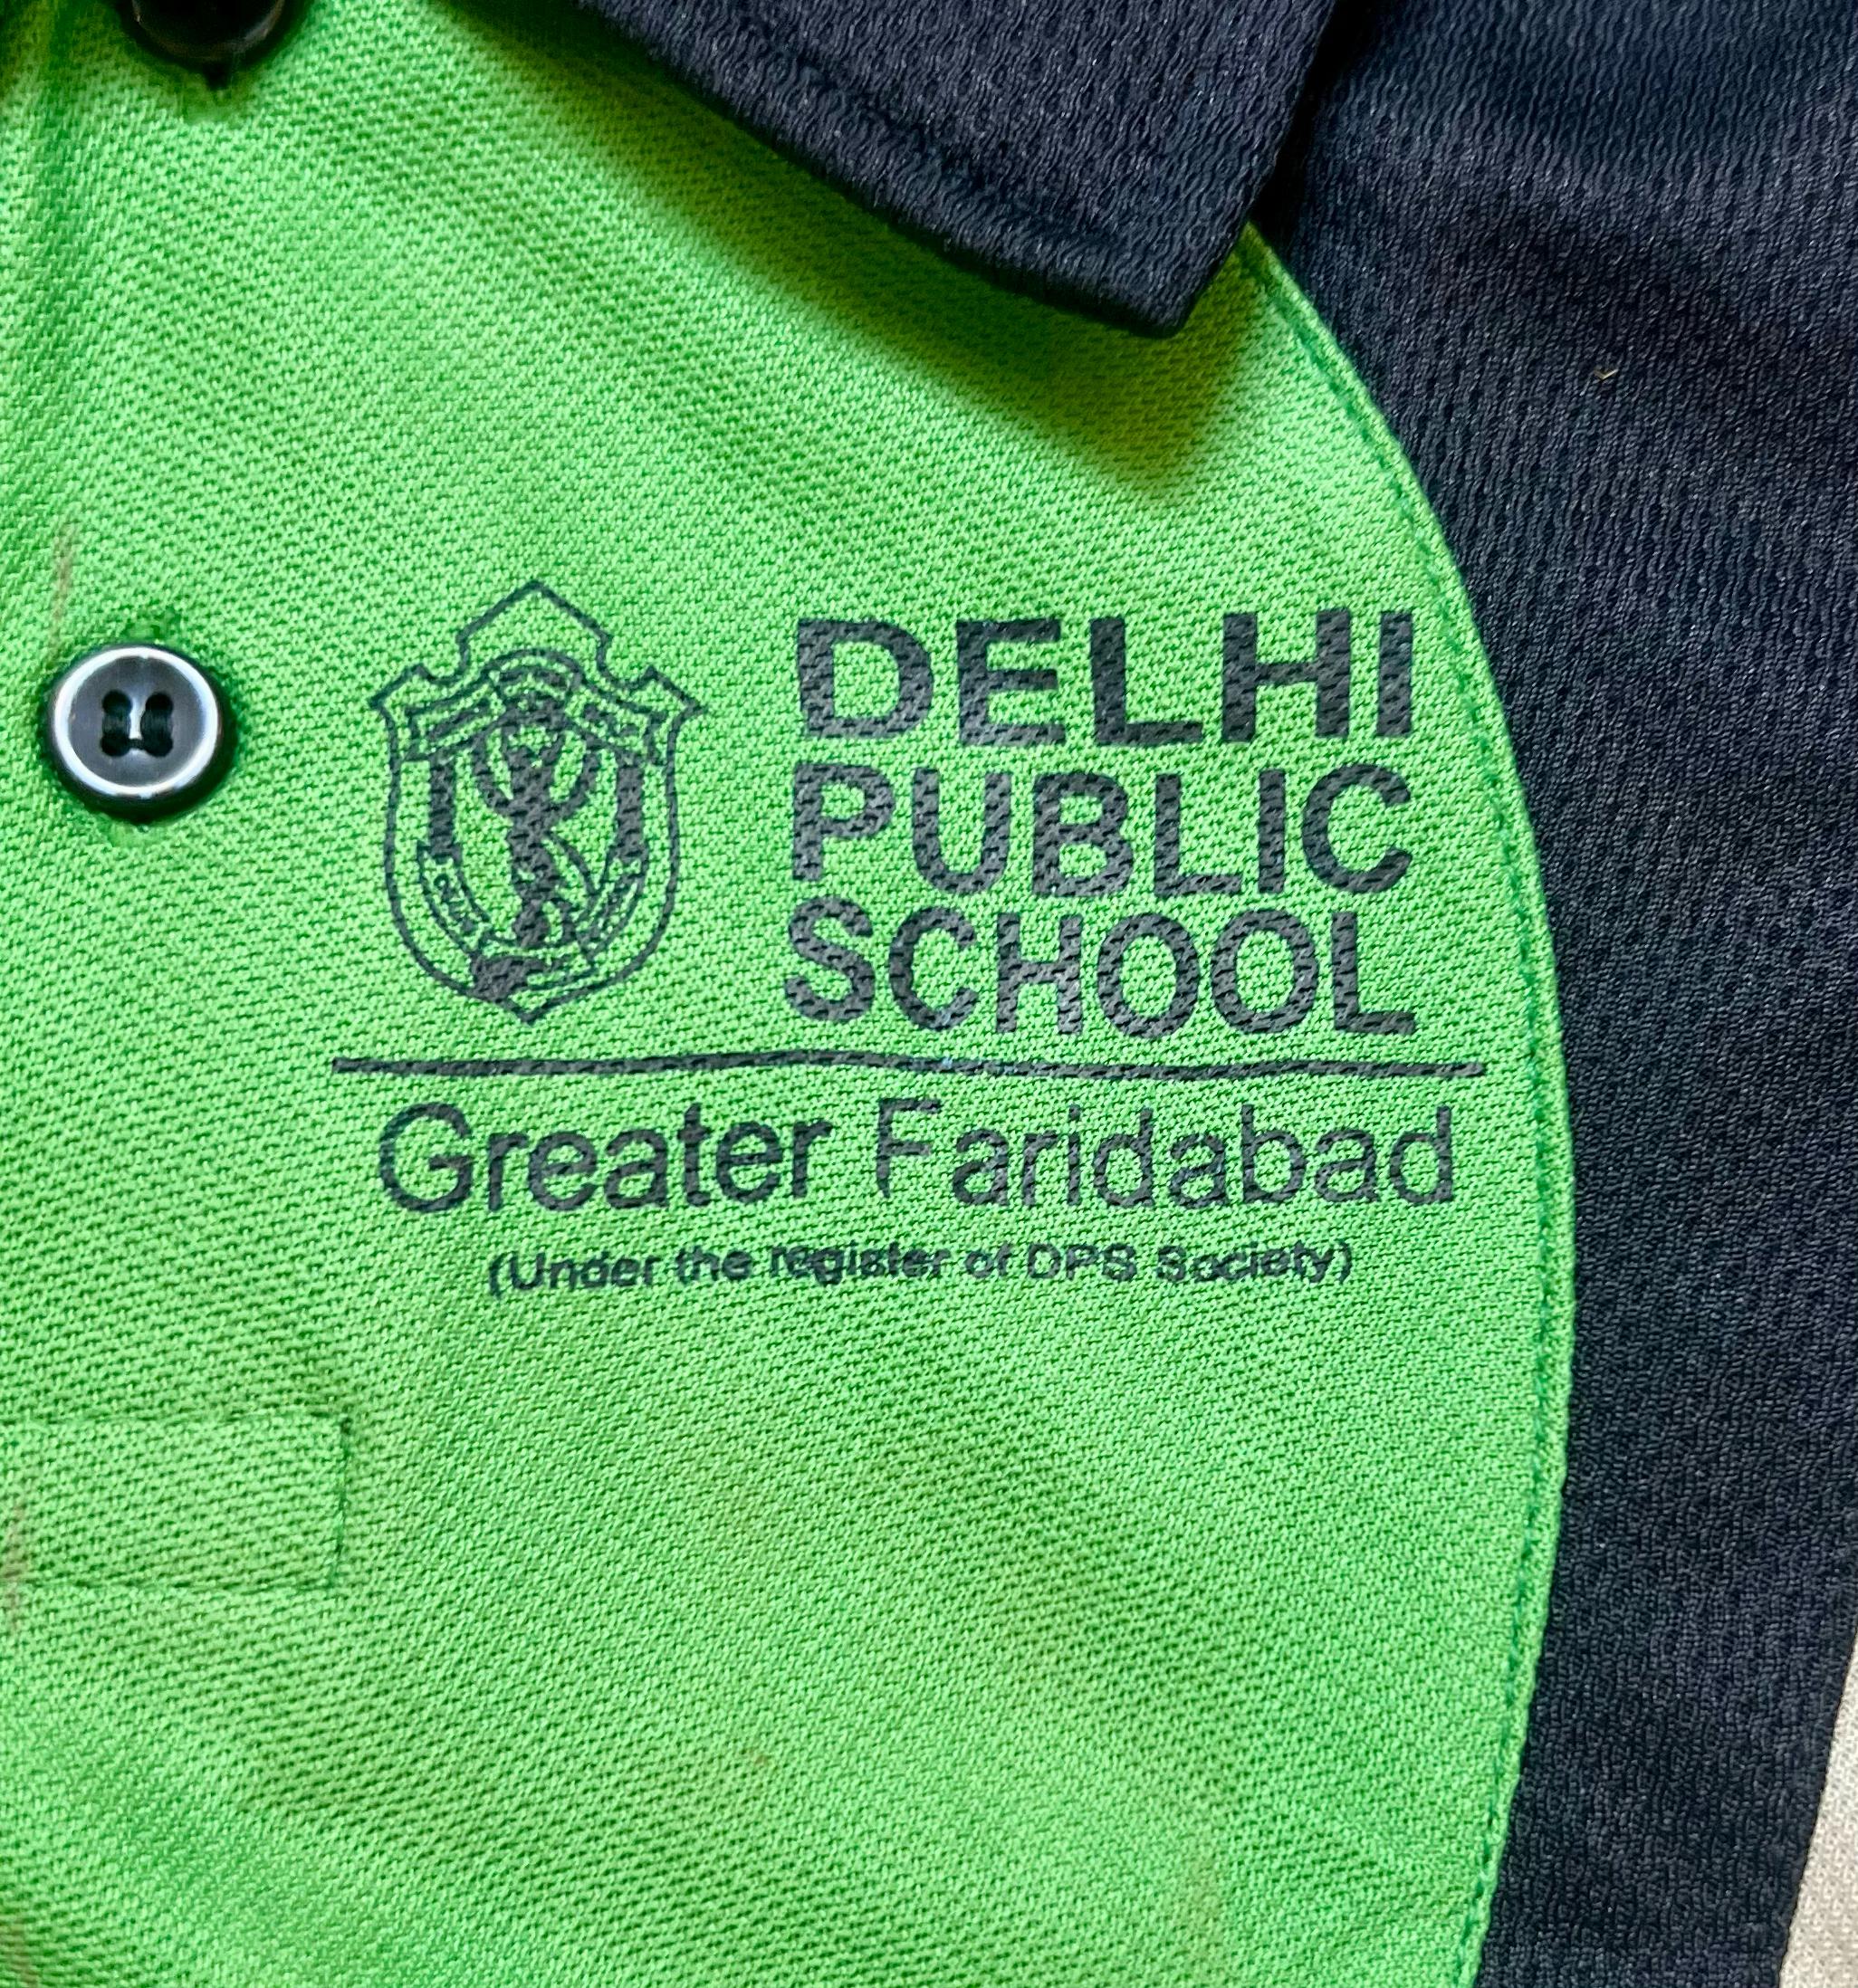 DELHI
PUBLIC
SCHOOL
Greater Faridabad
(Under the register of DPS Society)